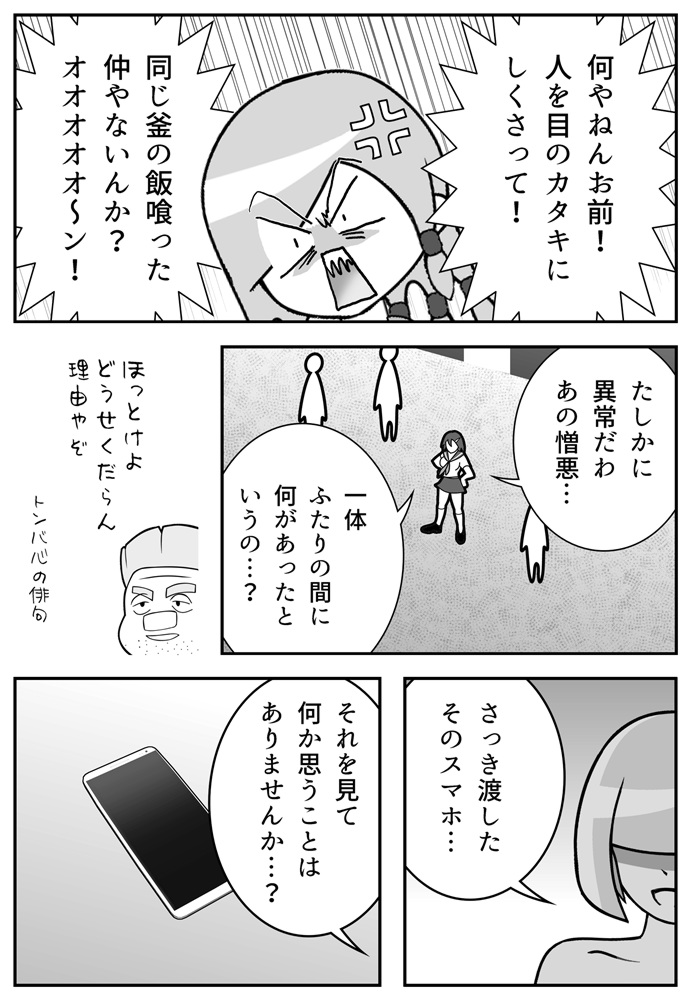 何やねんお前！
人を目のカタキに
しくさって！
同じ釜の飯喰った
仲やないんか？
オオオオオ〜ン！
たしかに
異常だわ
あの憎悪…
一体
ふたりの間に
何があったと
いうの…？
ほっとけよ
どうせくだらん
理由やぞ
トンバ心の俳句
さっき渡した
そのスマホ…
それを見て
何か思うことは
ありませんか…？